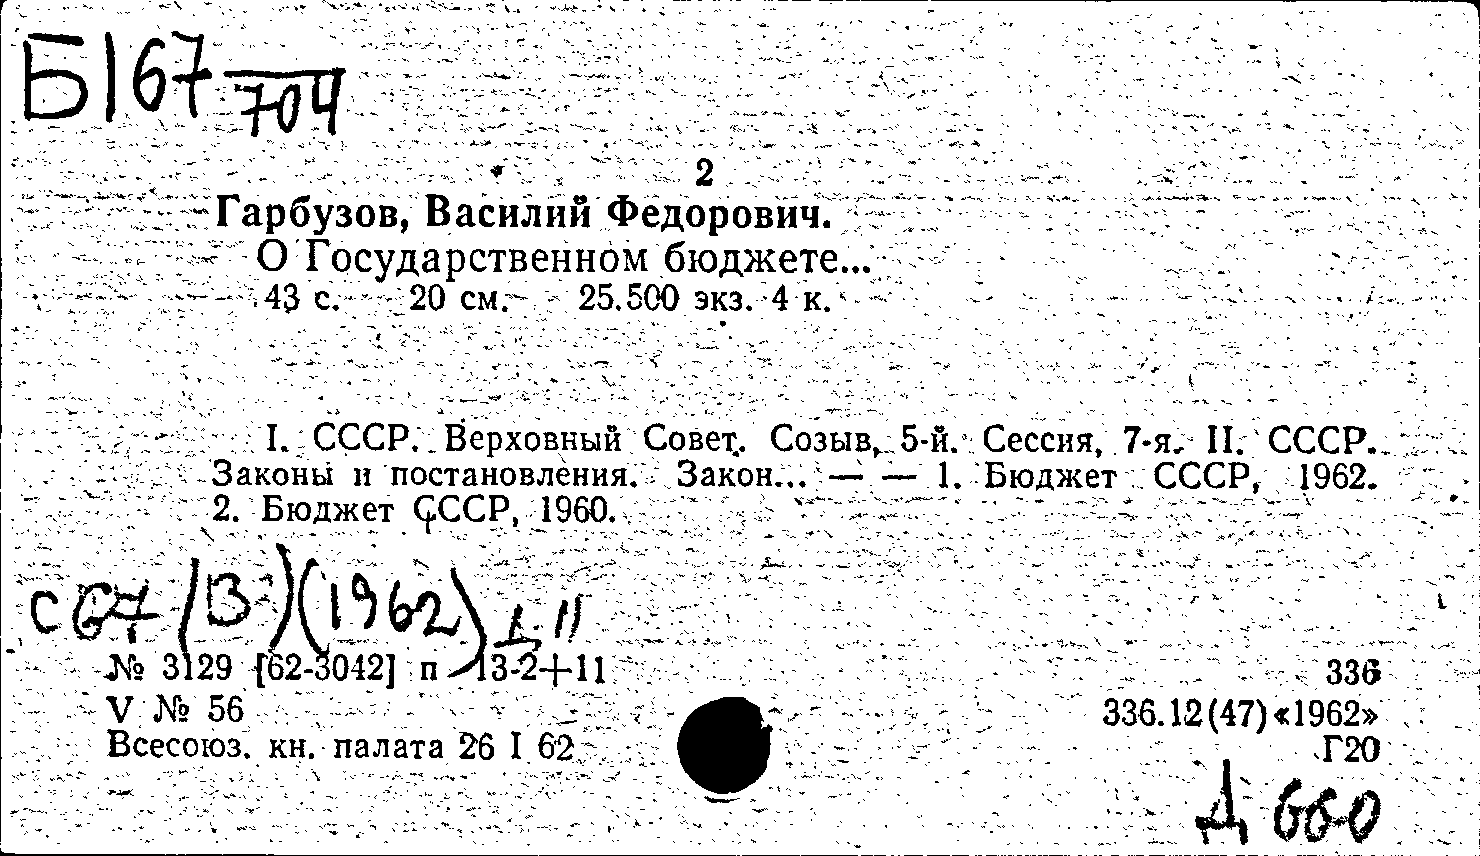 Б167
704
2
Гарбузов, Василий Федорович.
О Государственном бюджете...
43 с. 20 см. 25.500 экз. 4 к.
I. СССР. Верховный Совет. Созыв, 5-й. Сессия, 7-я. II. СССР.
Законы и постановления. Закон... — — 1. Бюджет СССР, 1962.
2. Бюджет СССР, 1960.
С67 (1962)
№ 3129 [62-3042] п 13-2+11
336
V № 56
336.12(47)«1962»
Всесоюз. кн. палата 26 I 62
Г20
Д 660